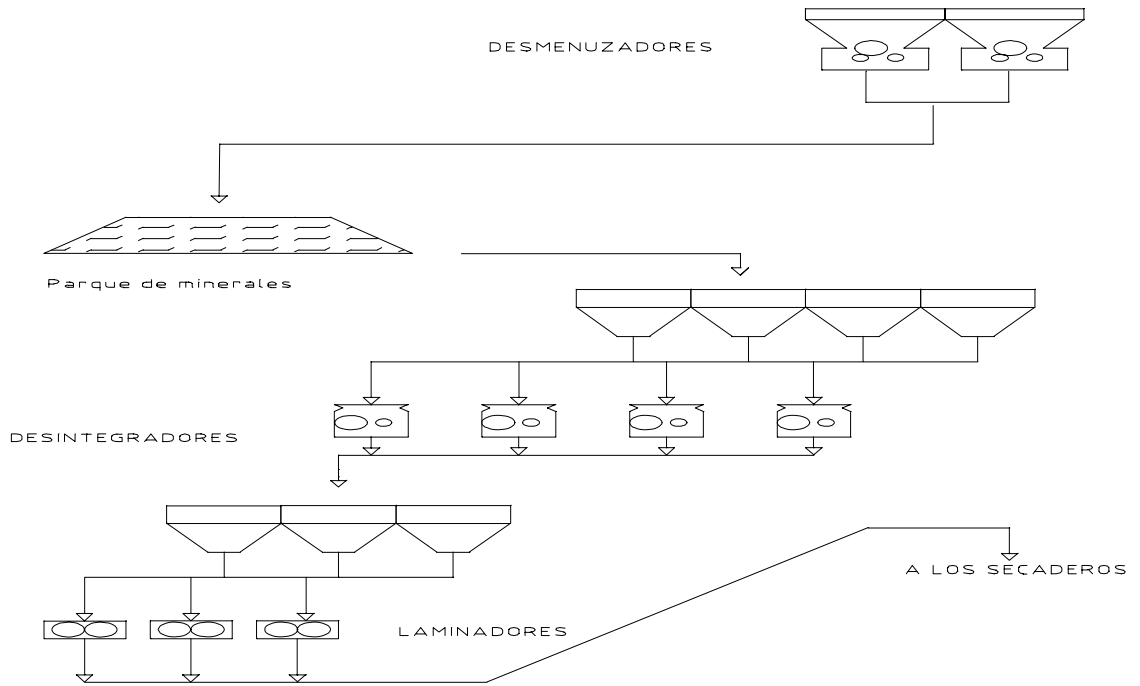 DESMENUZADORES
Parque de minerales
DESINTEGRADORES
A LOS SECADEROS
LAMINADORES